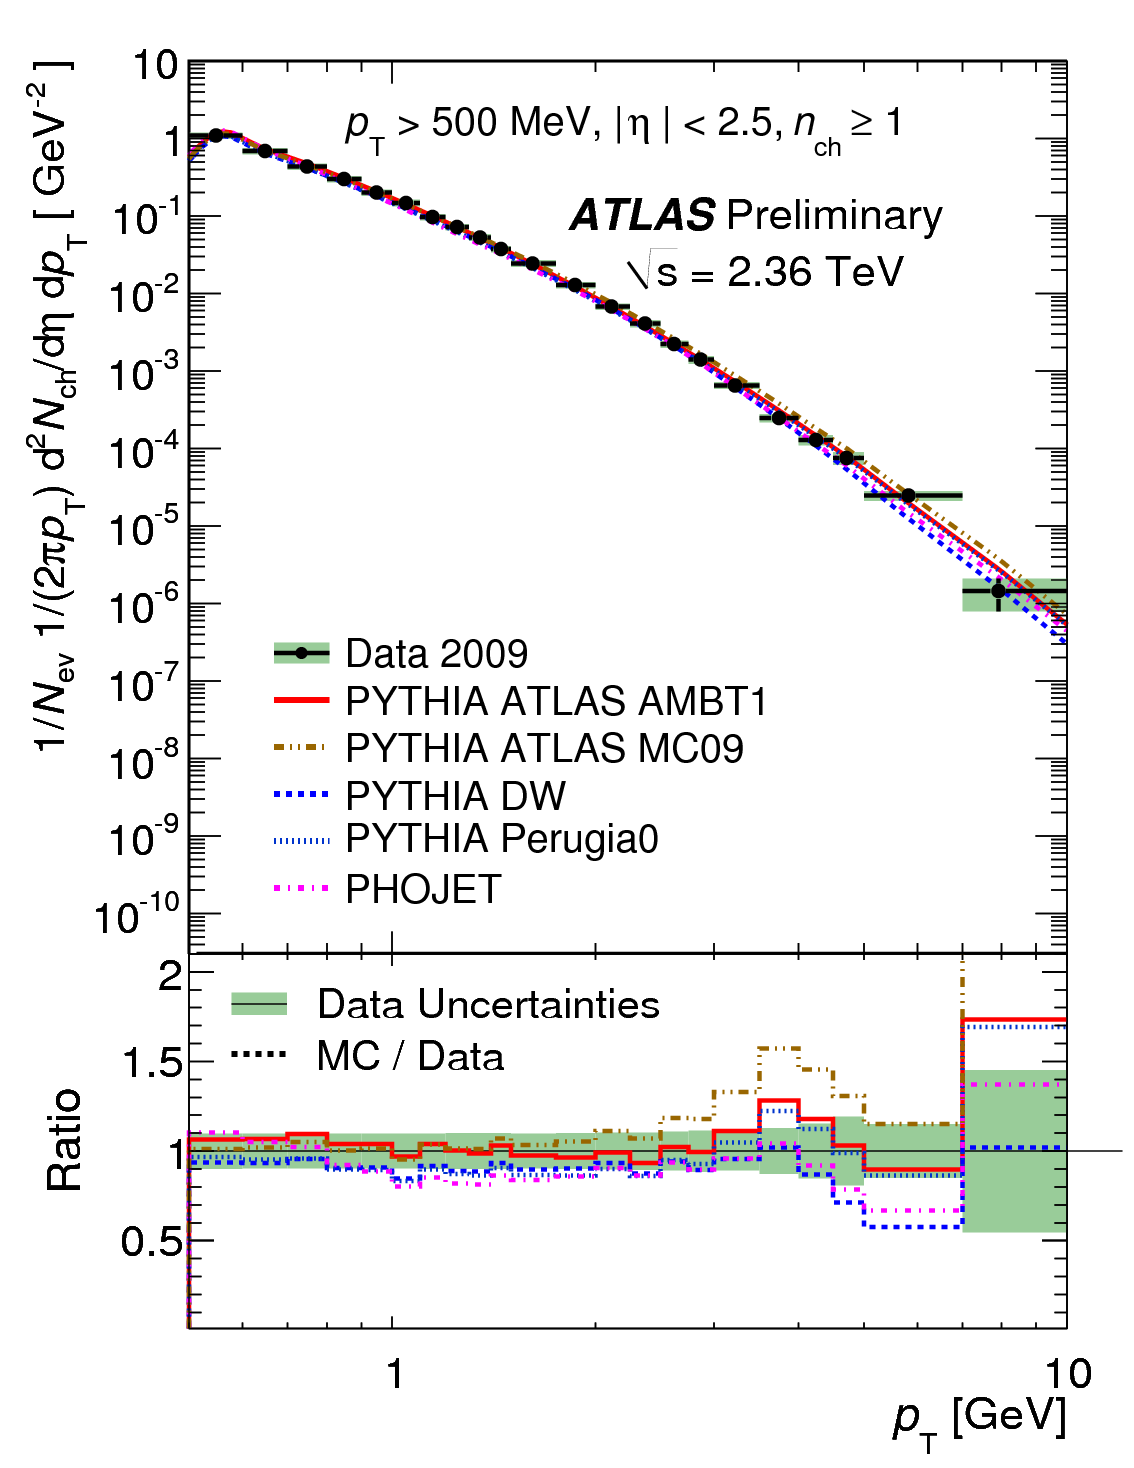 10
1
10⁻¹
10⁻²
10⁻³
10⁻⁴
10⁻⁵
10⁻⁶
10⁻⁷
10⁻⁸
10⁻⁹
10⁻¹⁰
1/N_ev 1/(2πp_T) d²N_ch/dη dp_T [ GeV⁻² ]
p_T > 500 MeV, | η | < 2.5, n_ch ≥ 1
ATLAS Preliminary
√s = 2.36 TeV
Data 2009
PYTHIA ATLAS AMBT1
PYTHIA ATLAS MC09
PYTHIA DW
PYTHIA Perugia0
PHOJET
2
1.5
1
0.5
Ratio
Data Uncertainties
MC / Data
1
10
p_T [GeV]